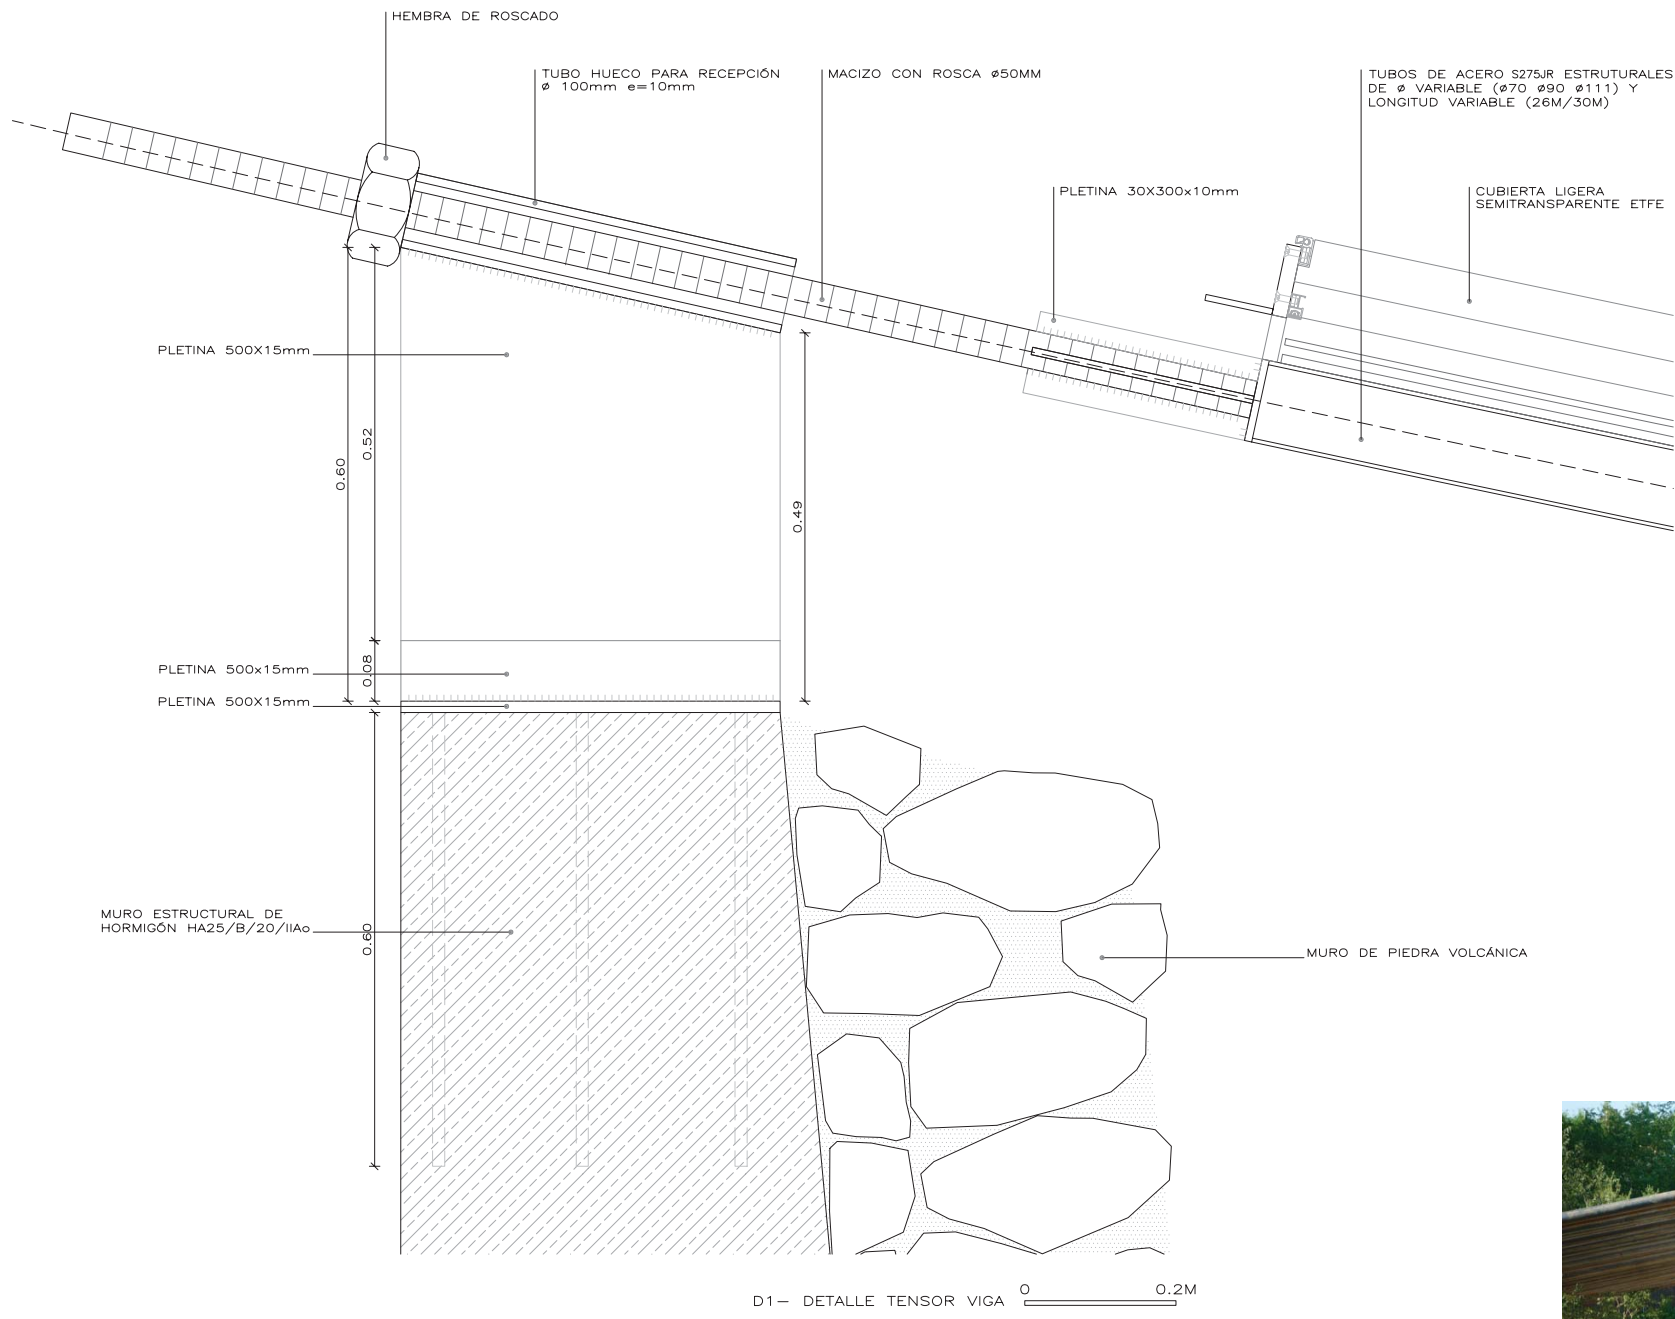 HEMBRA DE ROSCADO
TUBO HUECO PARA RECEPCIÓN
ø 100mm e=10mm
MACIZO CON ROSCA ø50MM
TUBOS DE ACERO S275JR ESTRUTURALES
DE ø VARIABLE (ø70 ø90 ø111) Y
LONGITUD VARIABLE (26M/30M)
PLETINA 30X300x10mm
CUBIERTA LIGERA
SEMITRANSPARENTE ETFE
PLETINA 500X15mm
0.52
0.60
0.49
PLETINA 500x15mm
0.08
PLETINA 500X15mm
MURO ESTRUCTURAL DE
HORMIGÓN HA25/B/20/IIAo
0.60
MURO DE PIEDRA VOLCÁNICA
D1— DETALLE TENSOR VIGA
0 0.2M